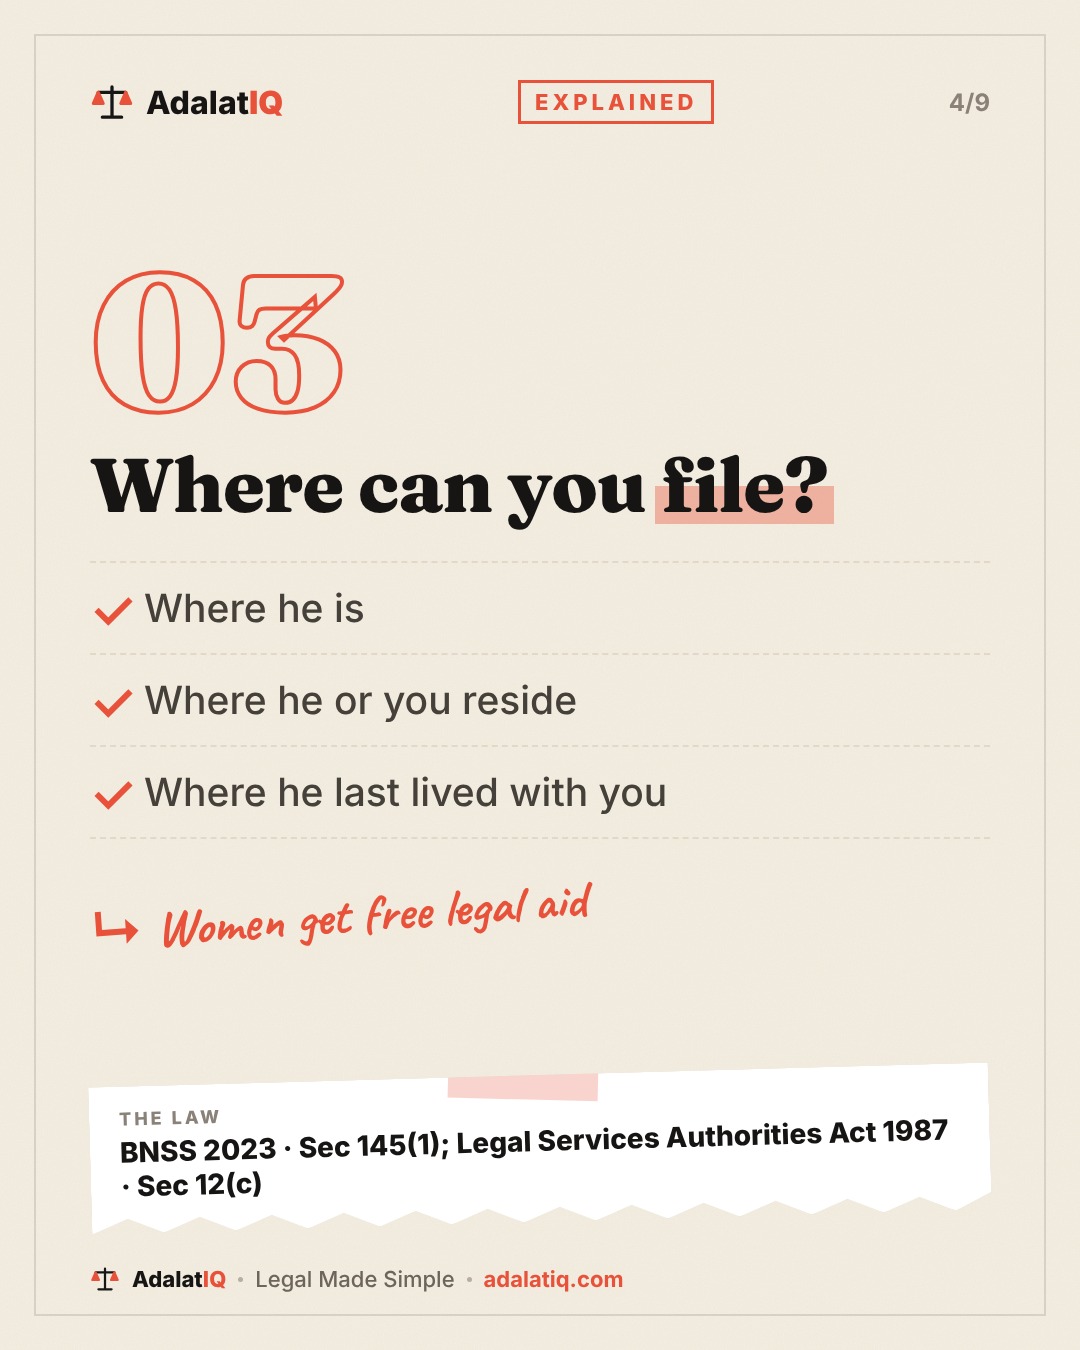 AdalatIQ
EXPLAINED
4/9
03
Where can you file?
Where he is
Where he or you reside
Where he last lived with you
Women get free legal aid
THE LAW
BNSS 2023 · Sec 145(1); Legal Services Authorities Act 1987
· Sec 12(c)
AdalatIQ • Legal Made Simple • adalatiq.com